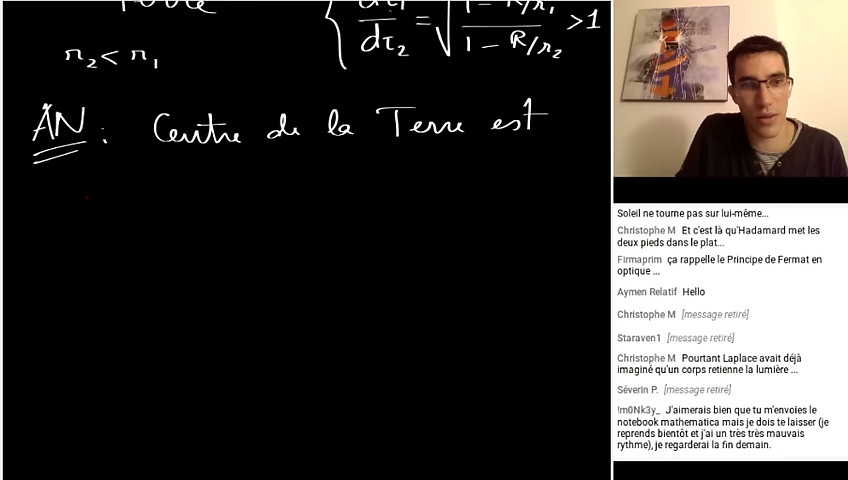 dτ₁/dτ₂ = √((1 - R/r₁)/(1 - R/r₂)) > 1
r₂ < r₁
AN : Centre de la Terre est
Soleil ne tourne pas sur lui-même...
Christophe M Et c'est là qu'Hadamard met les
deux pieds dans le plat...
Firmaprim ça rappelle le Principe de Fermat en
optique ...
Aymen Relatif Hello
Christophe M [message retiré]
Staraven1 [message retiré]
Christophe M Pourtant Laplace avait déjà
imaginé qu'un corps retienne la lumière ...
Séverin P. [message retiré]
!m0Nk3y_ J'aimerais bien que tu m'envoies le
notebook mathematica mais je dois te laisser (je
reprends bientôt et j'ai un très très mauvais
rythme), je regarderai la fin demain.